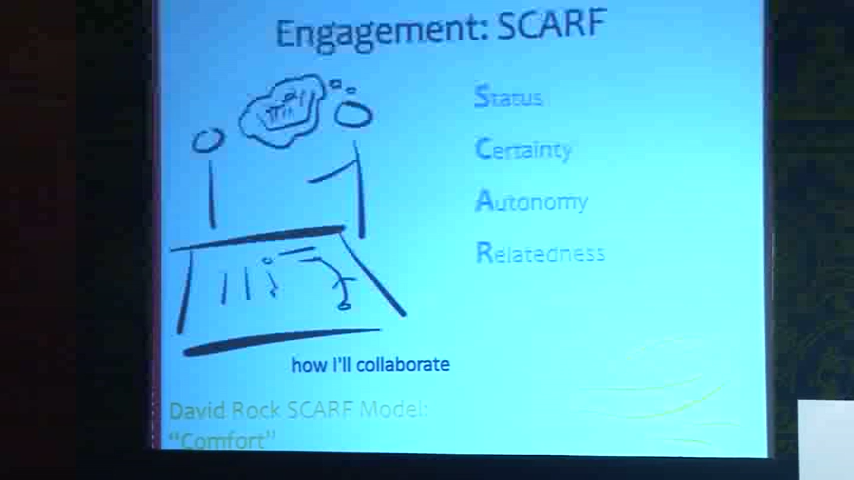 Engagement: SCARF
Status
Certainty
Autonomy
Relatedness
how I'll collaborate
David Rock SCARF Model:
"Comfort"